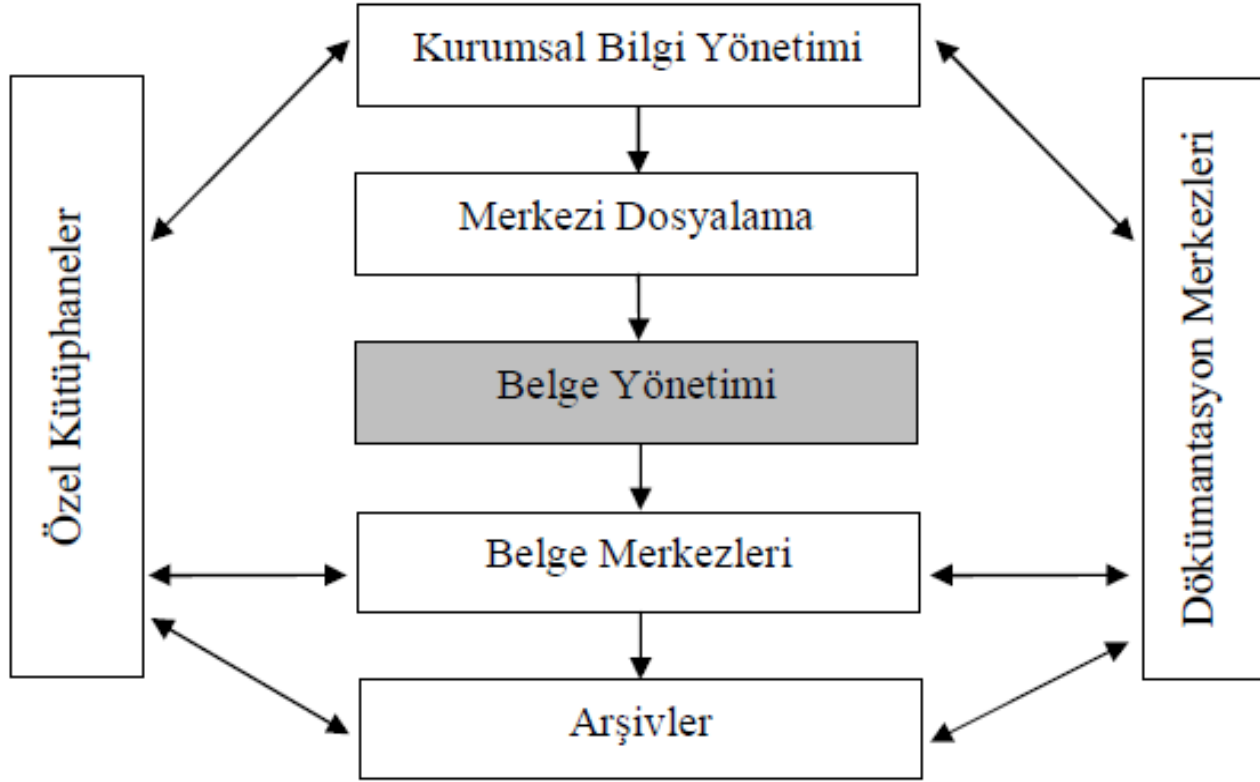 Kurumsal Bilgi Yönetimi
Merkezi Dosyalama
Belge Yönetimi
Belge Merkezleri
Arşivler
Özel Kütüphaneler
Dökümantasyon Merkezleri